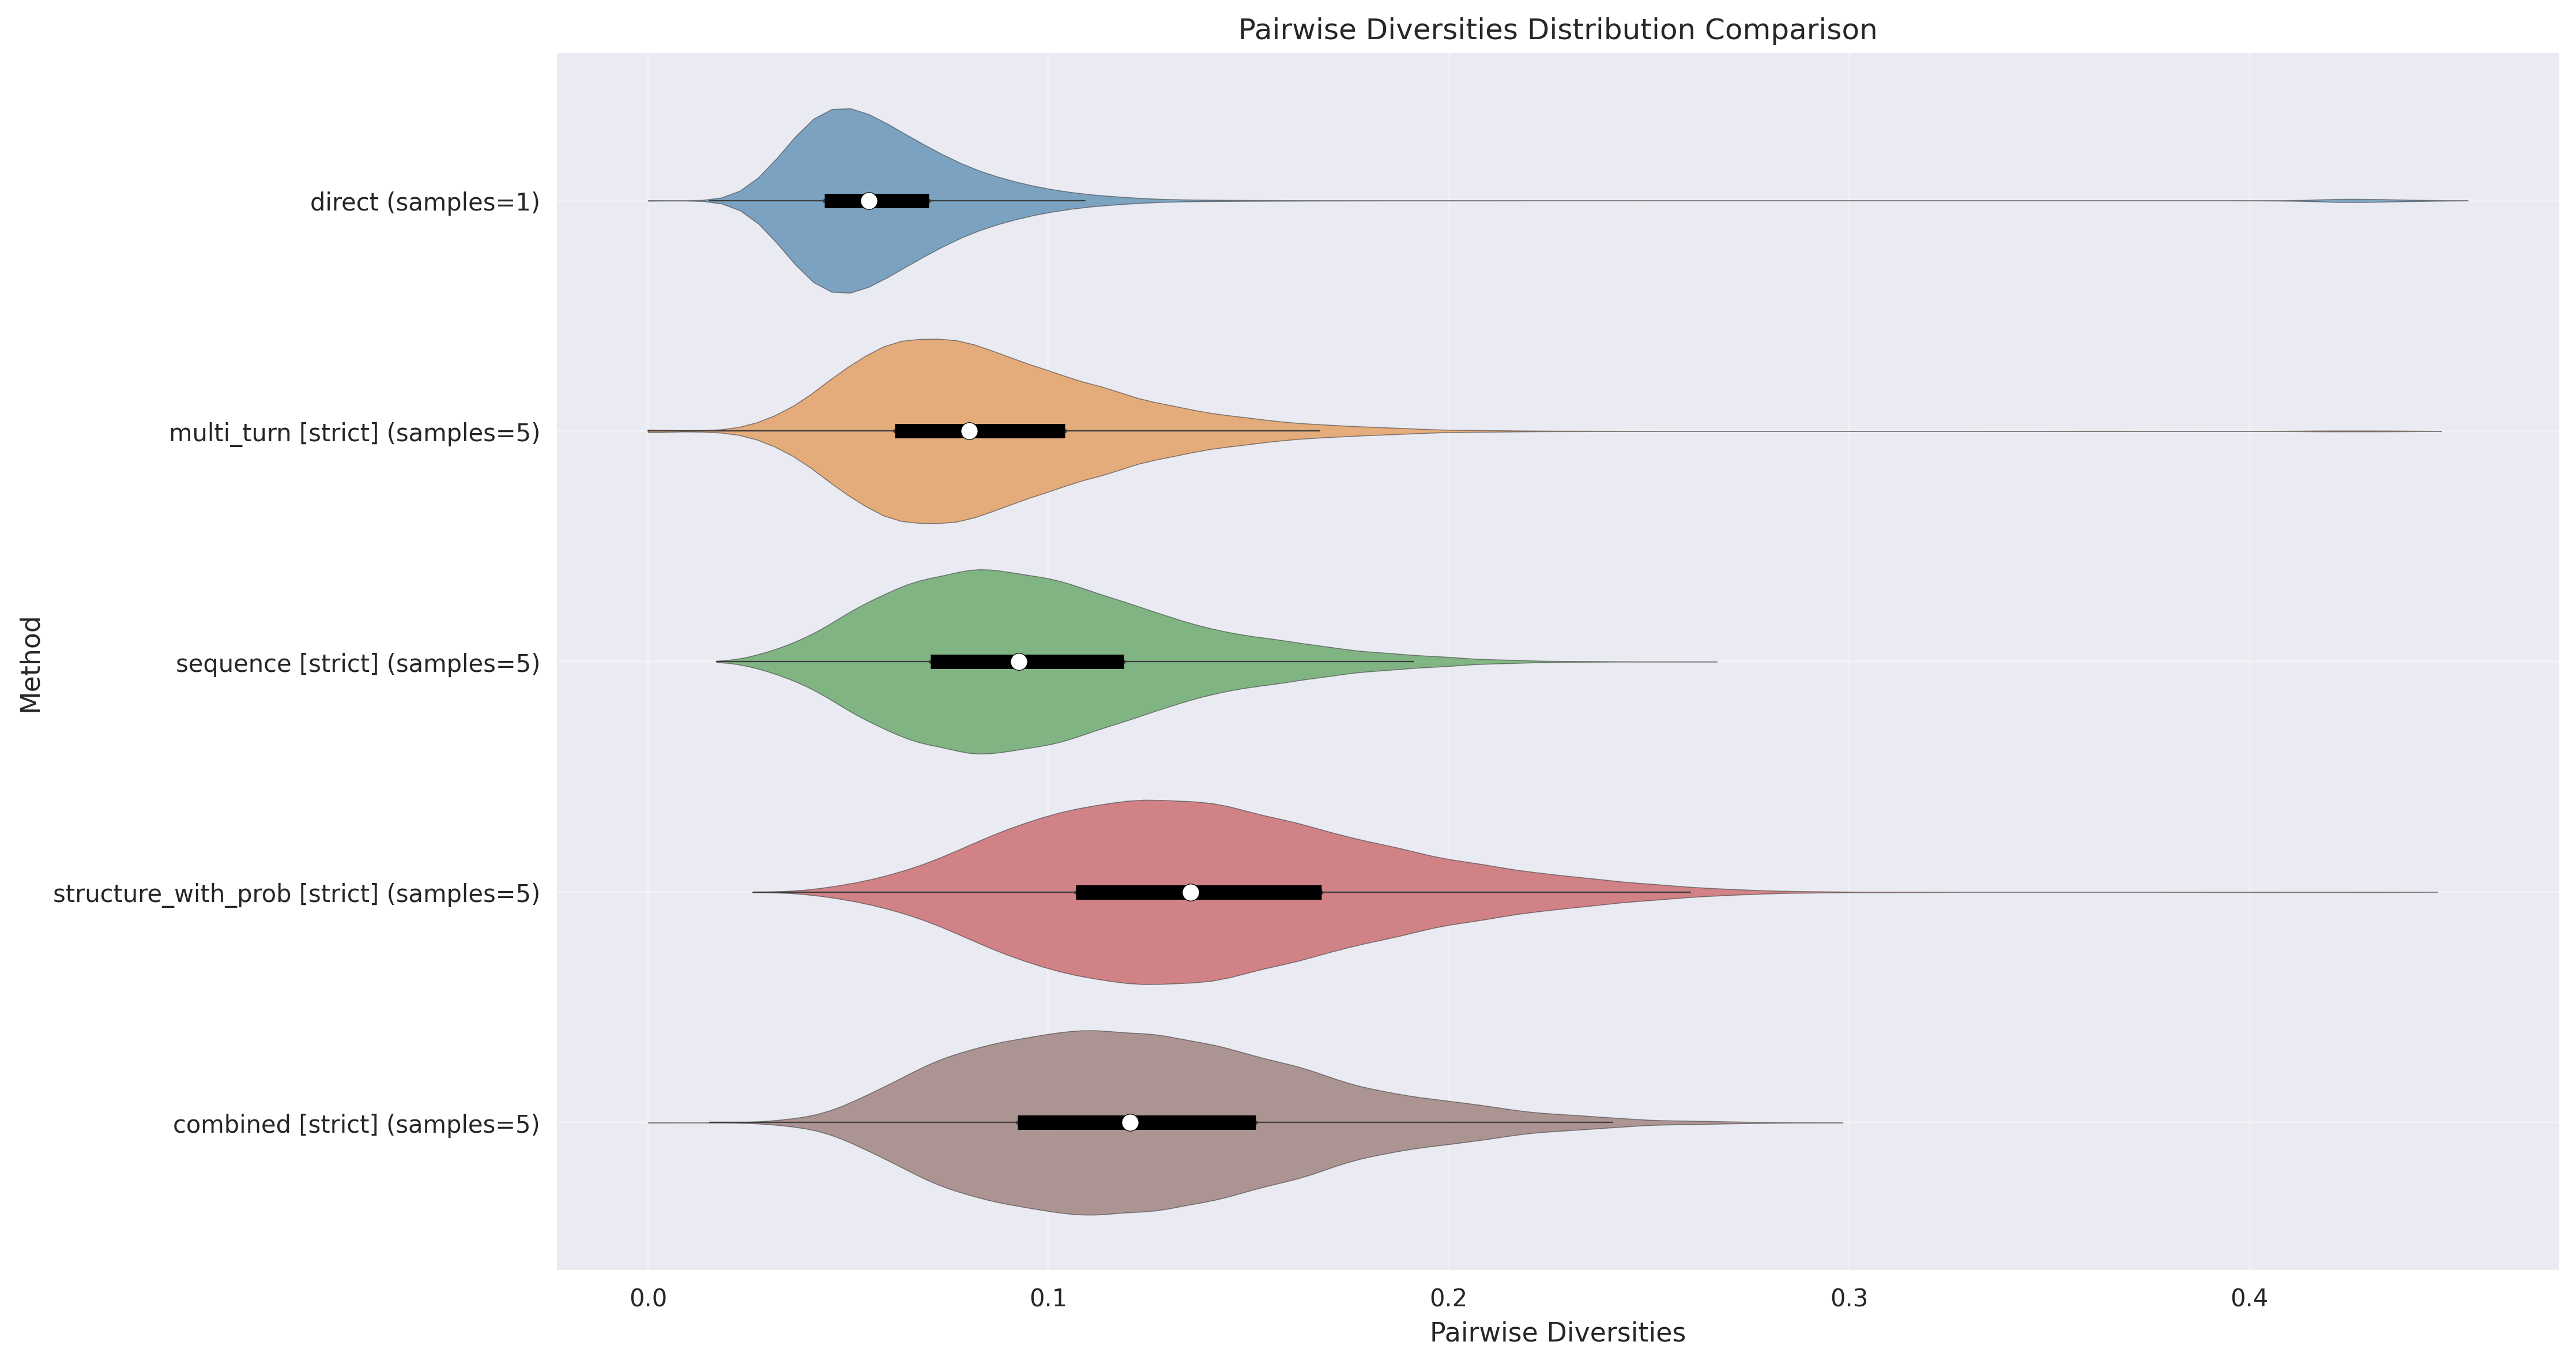 Pairwise Diversities Distribution Comparison
Method
direct (samples=1)
multi_turn [strict] (samples=5)
sequence [strict] (samples=5)
structure_with_prob [strict] (samples=5)
combined [strict] (samples=5)
0.0 0.1 0.2 0.3 0.4
Pairwise Diversities